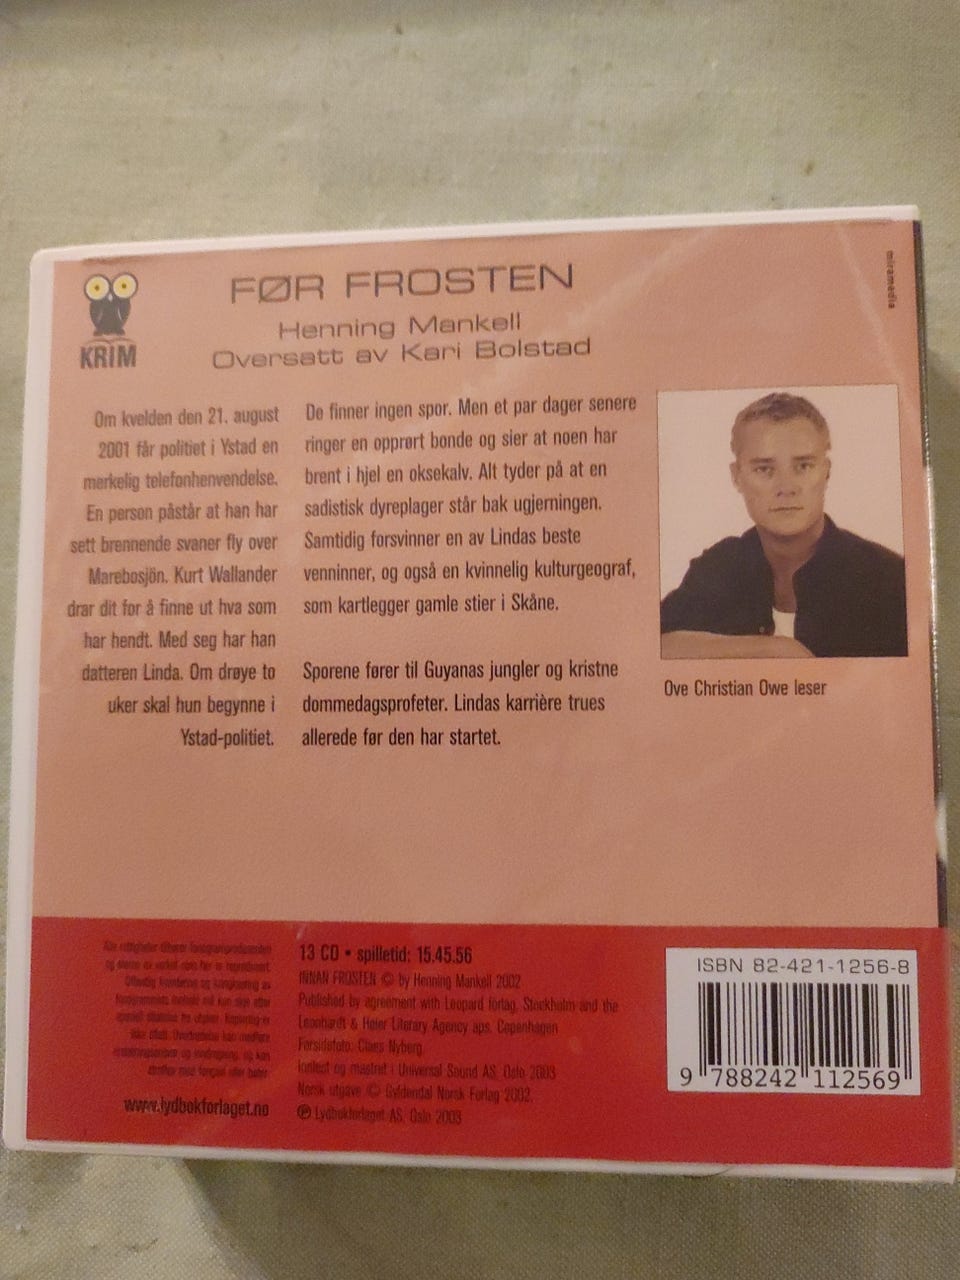 FØR FROSTEN
Henning Mankell
Oversatt av Kari Bolstad
KRIM
miramedia
Om kvelden den 21. august
2001 får politiet i Ystad en
merkelig telefonhenvendelse.
En person påstår at han har
sett brennende svaner fly over
Marebosjön. Kurt Wallander
drar dit for å finne ut hva som
har hendt. Med seg har han
datteren Linda. Om drøye to
uker skal hun begynne i
Ystad-politiet.
De finner ingen spor. Men et par dager senere
ringer en opprørt bonde og sier at noen har
brent i hjel en oksekalv. Alt tyder på at en
sadistisk dyreplager står bak ugjerningen.
Samtidig forsvinner en av Lindas beste
venninner, og også en kvinnelig kulturgeograf,
som kartlegger gamle stier i Skåne.
Sporene fører til Guyanas jungler og kristne
dommedagsprofeter. Lindas karrière trues
allerede før den har startet.
Ove Christian Owe leser
Alle rettigheter tilhører fonogramprodusenten
www.lydbokforlaget.no
13 CD • spilletid: 15.45.56
INNAN FROSTEN © by Henning Mankell 2002
Published by agreement with Leopard förlag, Stockholm and the
Leonhardt & Høier Literary Agency aps, Copenhagen
Forsidefoto: Claes Nyberg
Innlest og mastret i Universal Sound AS, Oslo 2003
Norsk utgave © Gyldendal Norsk Forlag 2002.
℗ Lydbokforlaget AS, Oslo 2003
ISBN 82-421-1256-8
9 788242 112569